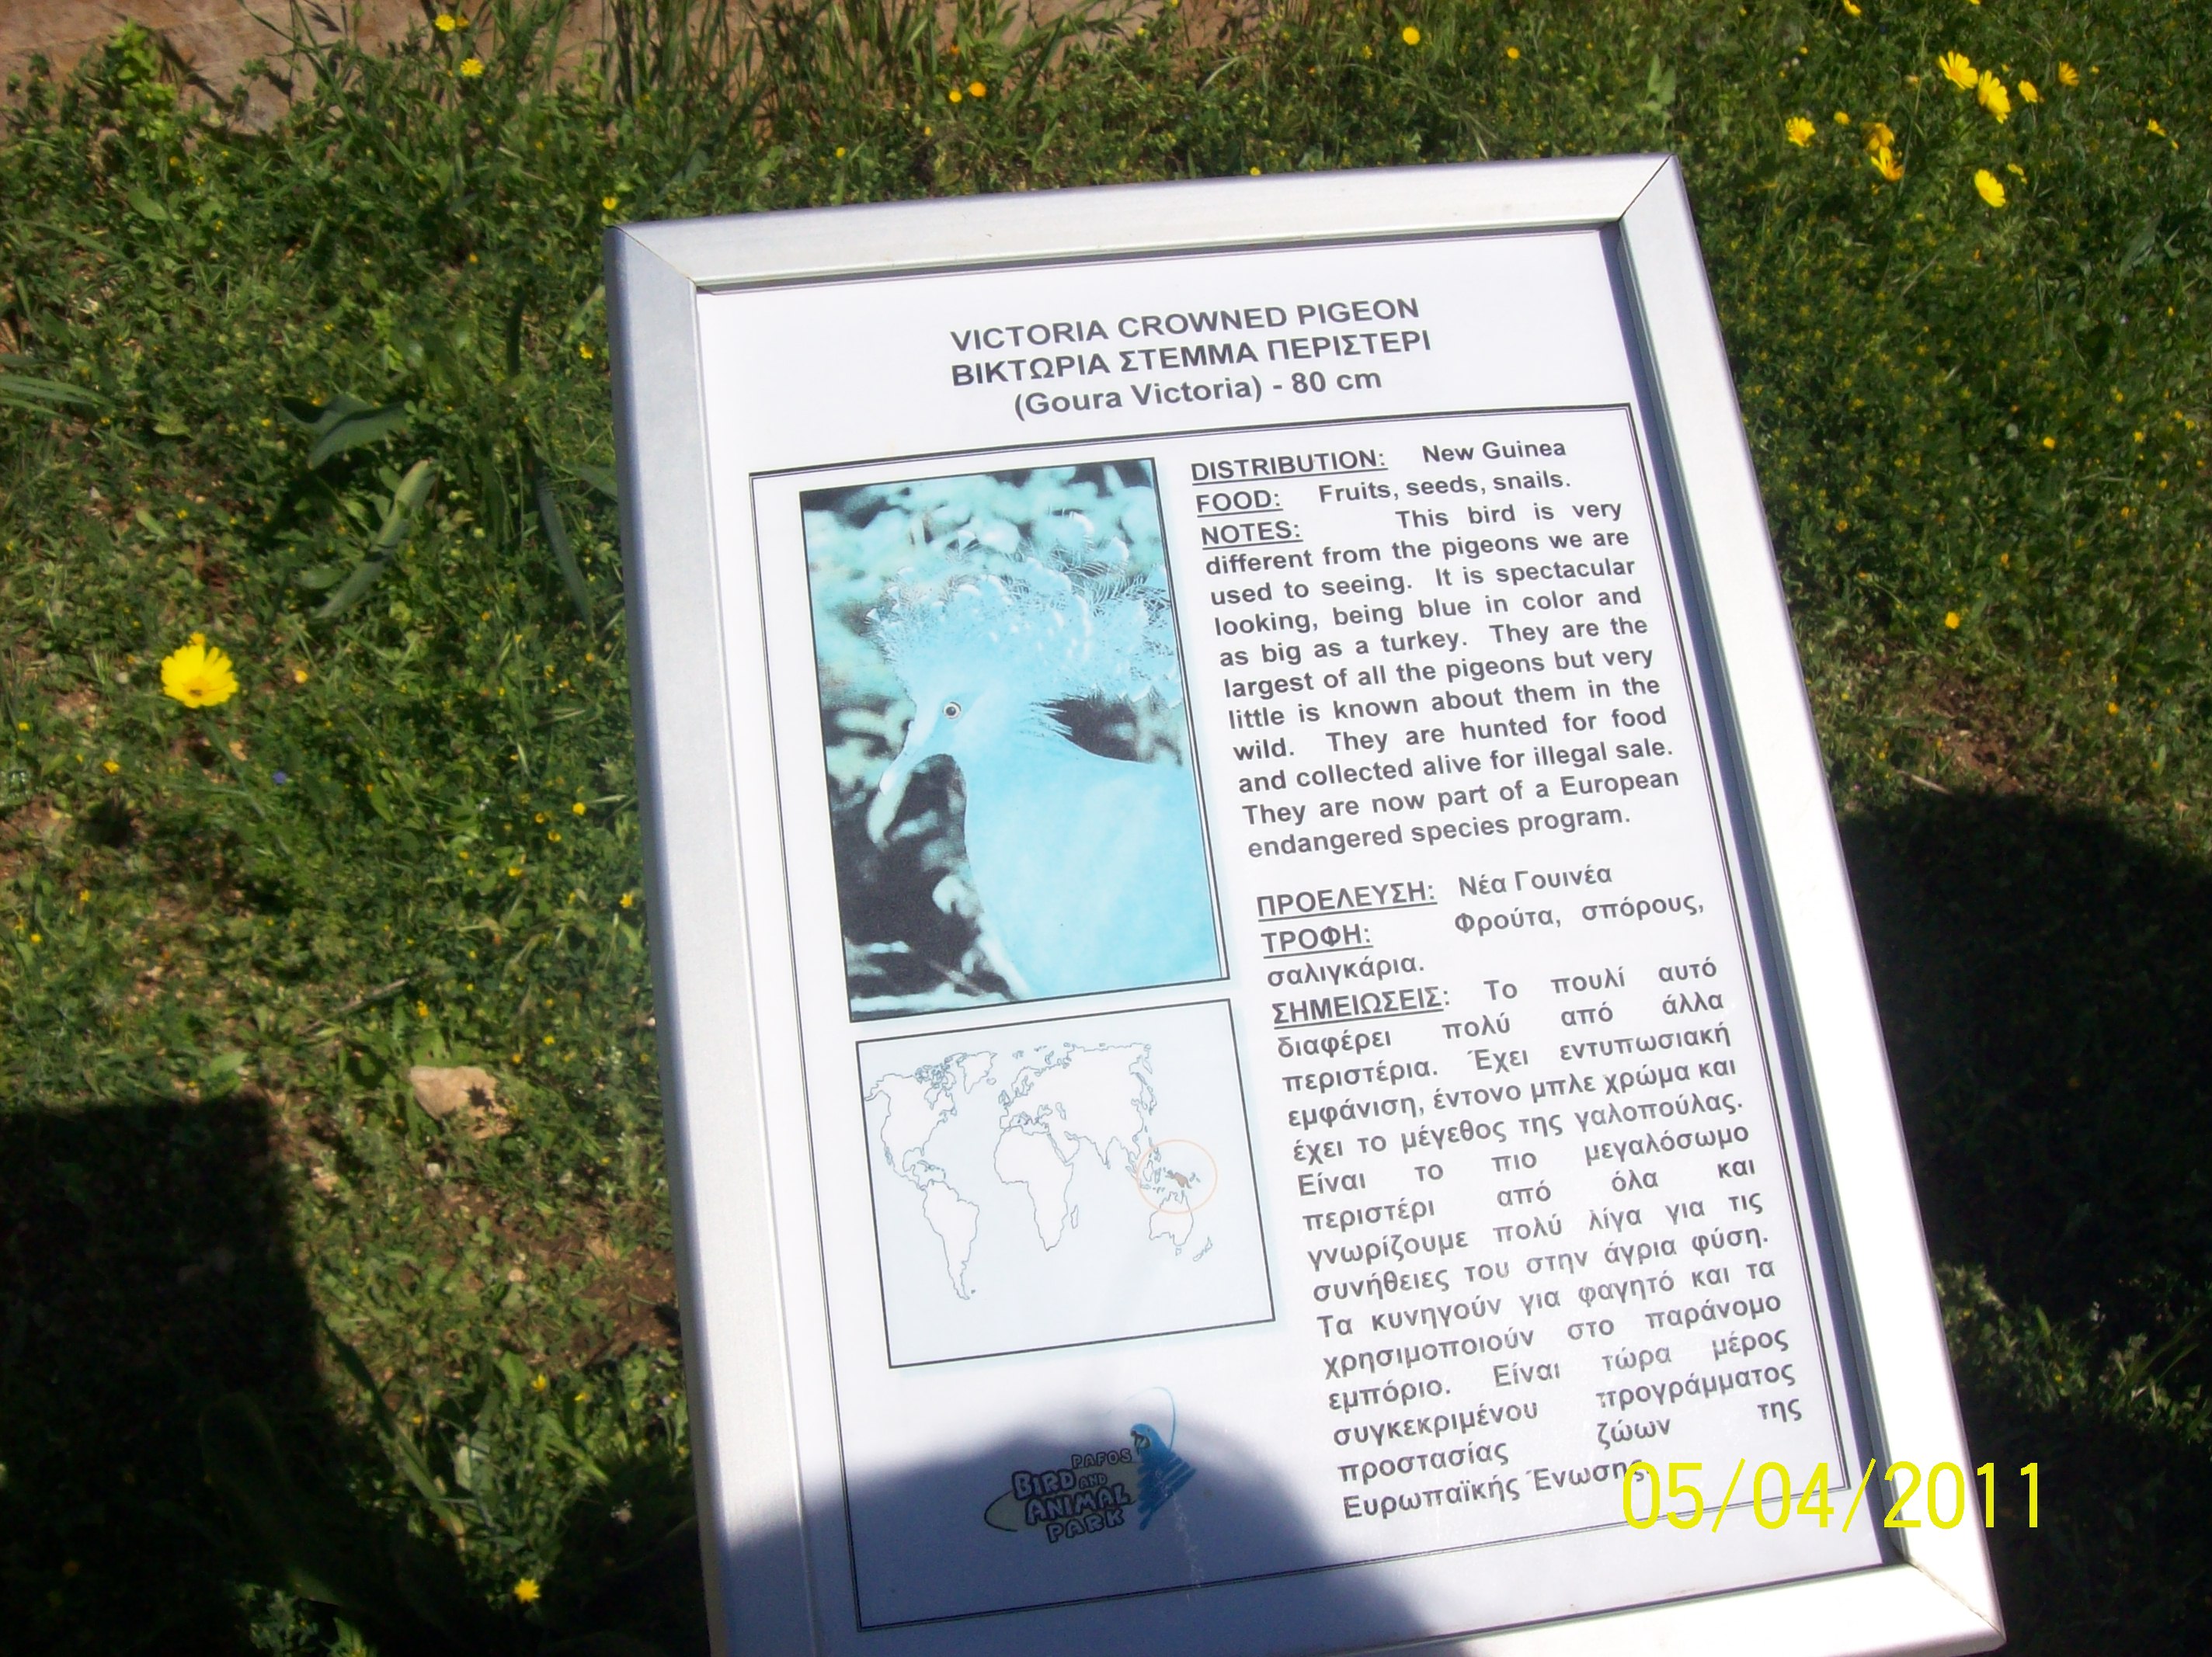 VICTORIA CROWNED PIGEON
ΒΙΚΤΩΡΙΑ ΣΤΕΜΜΑ ΠΕΡΙΣΤΕΡΙ
(Goura Victoria) - 80 cm
DISTRIBUTION: New Guinea
FOOD: Fruits, seeds, snails.
NOTES: This bird is very
different from the pigeons we are
used to seeing. It is spectacular
looking, being blue in color and
as big as a turkey. They are the
largest of all the pigeons but very
little is known about them in the
wild. They are hunted for food
and collected alive for illegal sale.
They are now part of a European
endangered species program.
ΠΡΟΕΛΕΥΣΗ: Νέα Γουινέα
ΤΡΟΦΗ: Φρούτα, σπόρους,
σαλιγκάρια.
ΣΗΜΕΙΩΣΕΙΣ: Το πουλί αυτό
διαφέρει πολύ από άλλα
περιστέρια. Έχει εντυπωσιακή
εμφάνιση, έντονο μπλε χρώμα και
έχει το μέγεθος της γαλοπούλας.
Είναι το πιο μεγαλόσωμο
περιστέρι από όλα και
γνωρίζουμε πολύ λίγα για τις
συνήθειες του στην άγρια φύση.
Τα κυνηγούν για φαγητό και τα
χρησιμοποιούν στο παράνομο
εμπόριο. Είναι τώρα μέρος
συγκεκριμένου προγράμματος
προστασίας ζώων της
Ευρωπαϊκής Ένωσης.
PAFOS
BIRD AND
ANIMAL
PARK
05/04/2011